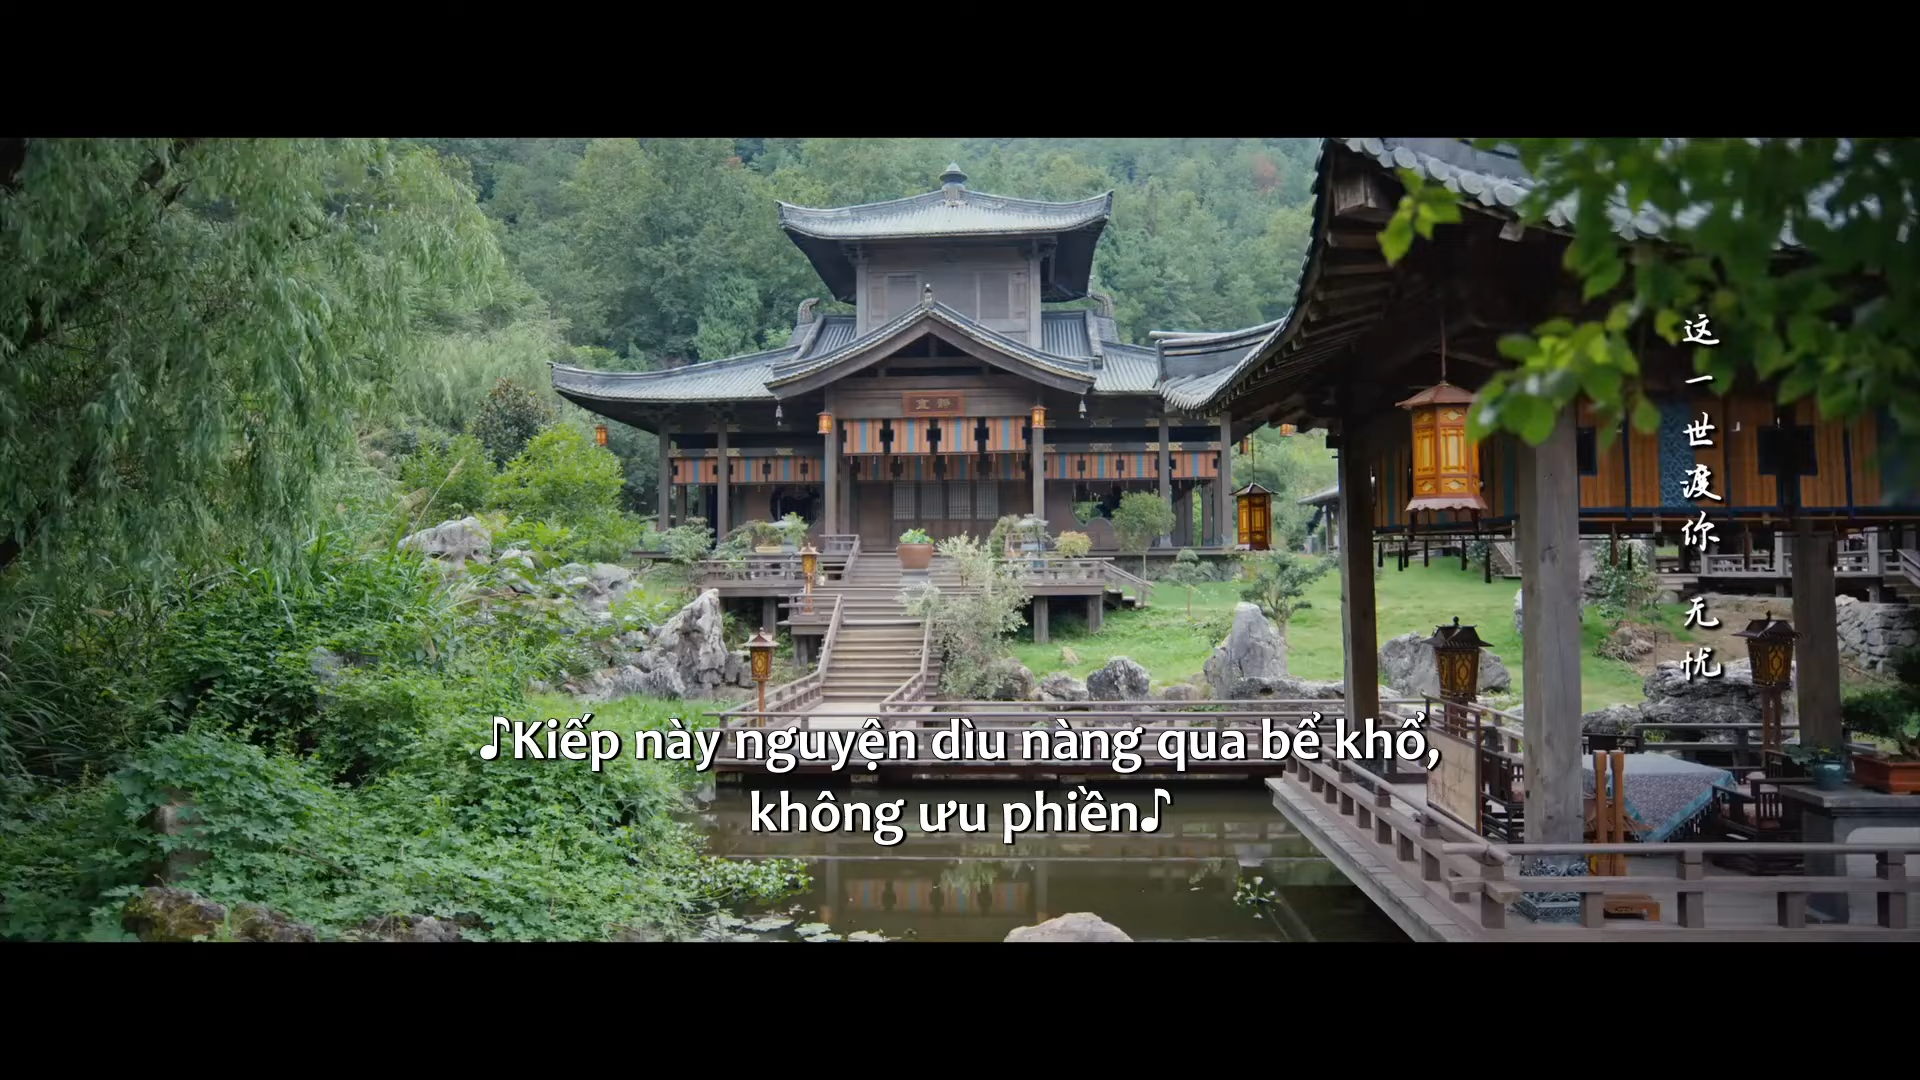 这一世渡你 无忧
♪Kiếp này nguyện dìu nàng qua bể khổ,
không ưu phiền♪